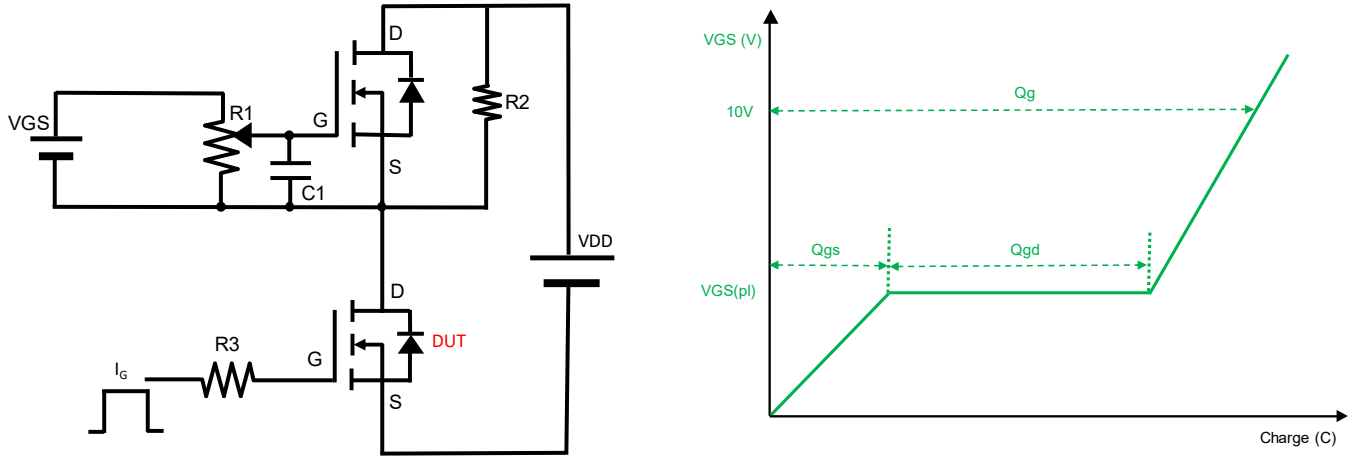 D
R1
R2
VGS
G
S
C1
VDD
D
R3
DUT
G
IG
S
VGS (V)
Qg
10V
Qgs
Qgd
VGS(pl)
Charge (C)